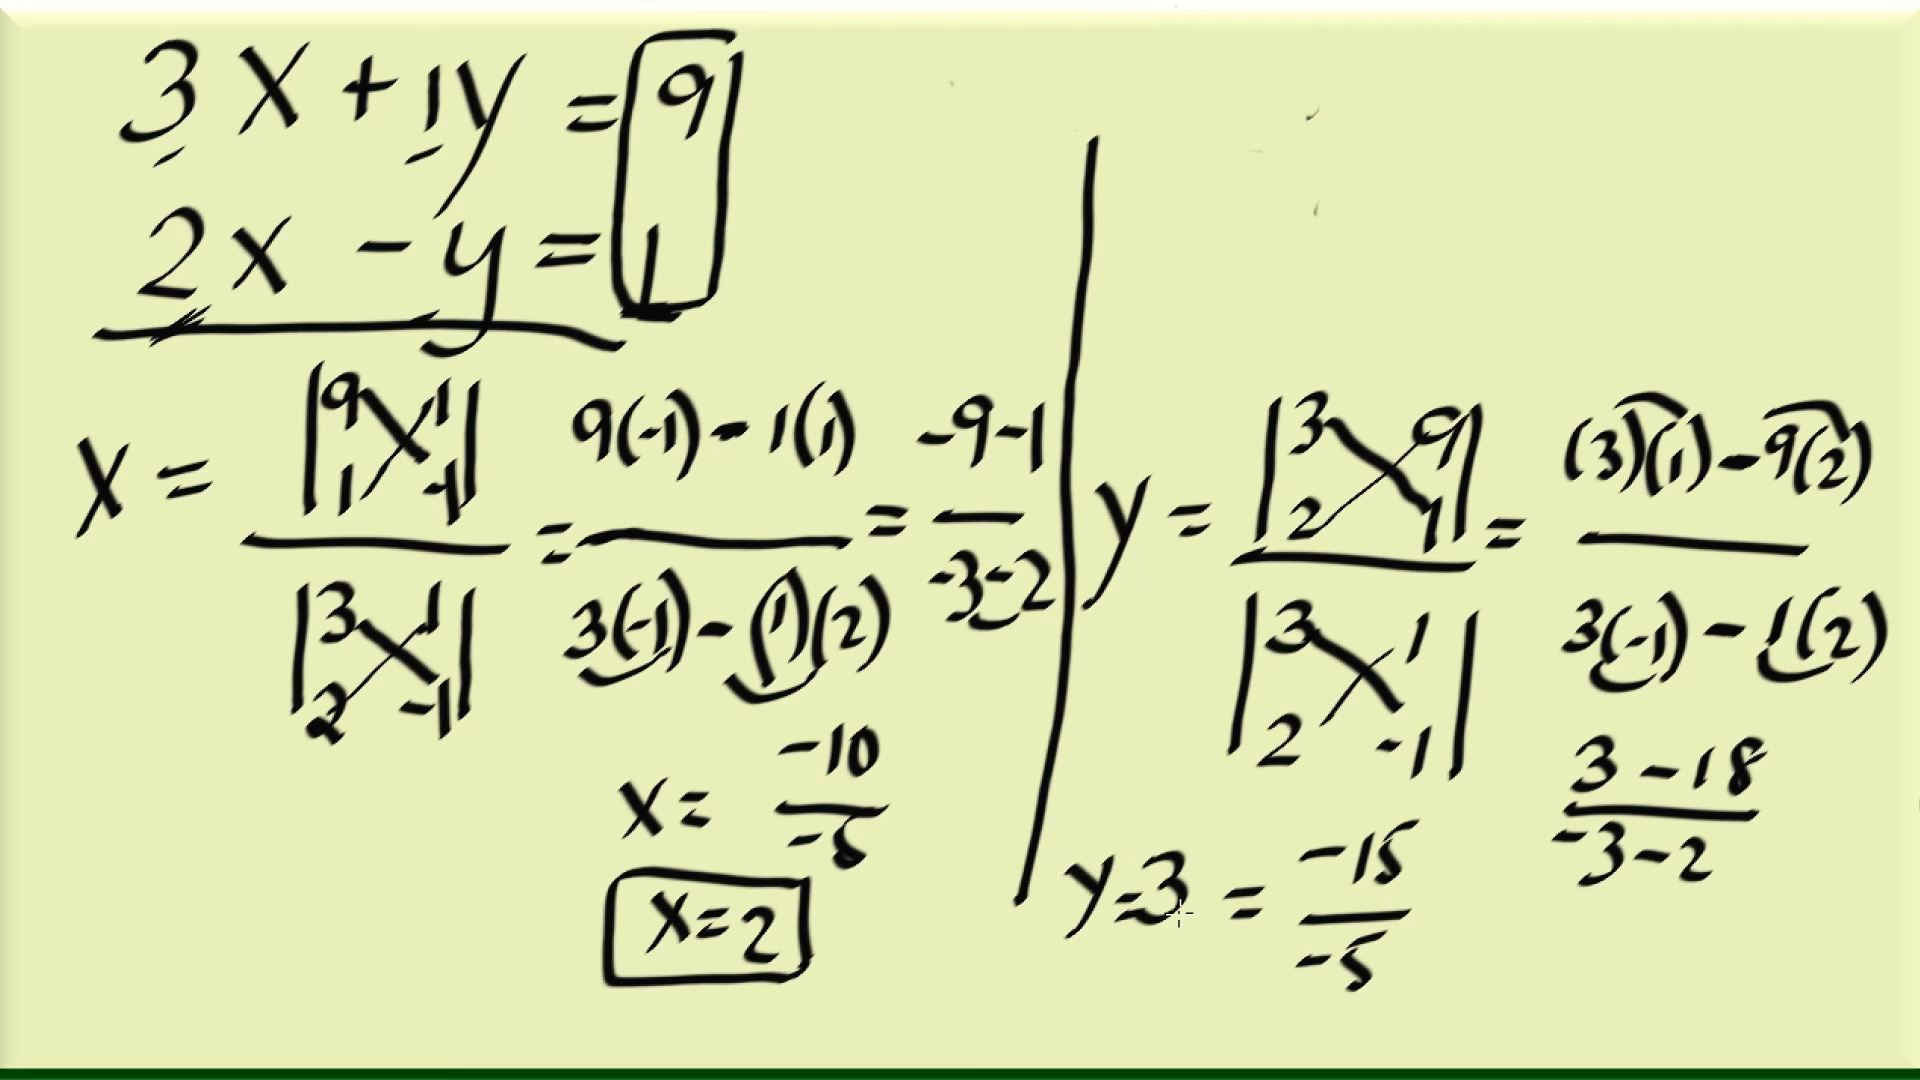 3x + 1y = 9
2x - y = 1
x = |9 1| = 9(-1) - 1(1) = -9-1
|1 -1|
|3 1| 3(-1) - (1)(2) -3-2
|2 -1|
x = -10
-5
x = 2
y = |3 9| = (3)(1) - 9(2)
|2 1|
|3 1| 3(-1) - 1(2)
|2 -1|
3 - 18
-3 - 2
y = 3 = -15
-5